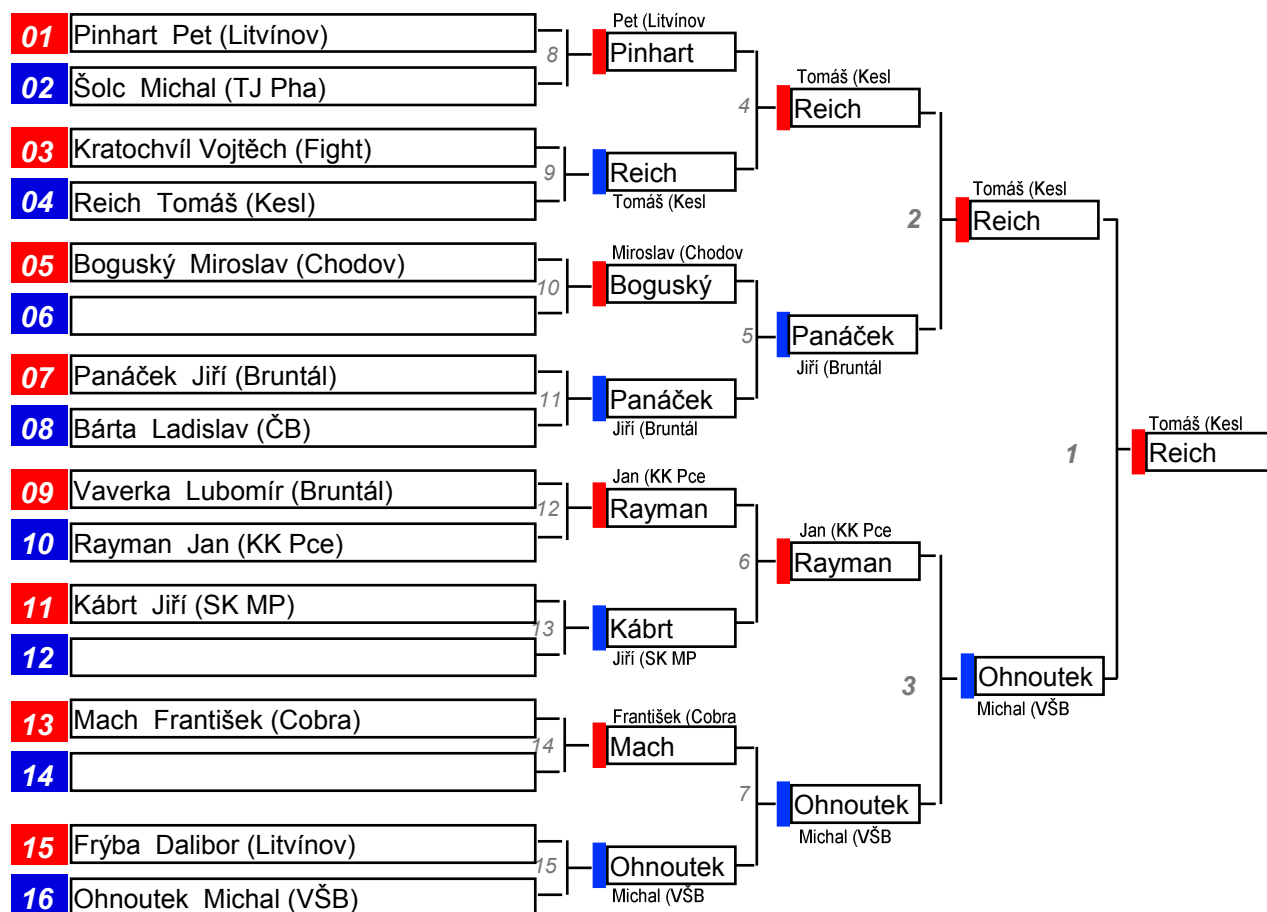 01 Pinhart Pet (Litvínov)
02 Šolc Michal (TJ Pha)
03 Kratochvíl Vojtěch (Fight)
04 Reich Tomáš (Kesl)
05 Boguský Miroslav (Chodov)
06
07 Panáček Jiří (Bruntál)
08 Bárta Ladislav (ČB)
09 Vaverka Lubomír (Bruntál)
10 Rayman Jan (KK Pce)
11 Kábrt Jiří (SK MP)
12
13 Mach František (Cobra)
14
15 Frýba Dalibor (Litvínov)
16 Ohnoutek Michal (VŠB)
8
9
10
11
12
13
14
15
Pet (Litvínov
Pinhart
Reich
Tomáš (Kesl
Miroslav (Chodov
Boguský
Panáček
Jiří (Bruntál
Jan (KK Pce
Rayman
Kábrt
Jiří (SK MP
František (Cobra
Mach
Ohnoutek
Michal (VŠB
4
5
6
7
Tomáš (Kesl
Reich
Panáček
Jiří (Bruntál
Jan (KK Pce
Rayman
Ohnoutek
Michal (VŠB
2
3
Tomáš (Kesl
Reich
Ohnoutek
Michal (VŠB
1
Tomáš (Kesl
Reich